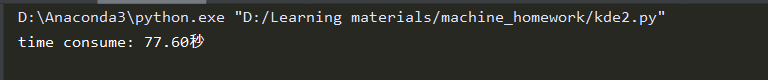 D:\Anaconda3\python.exe "D:/Learning materials/machine_homework/kde2.py"
time consume: 77.60秒